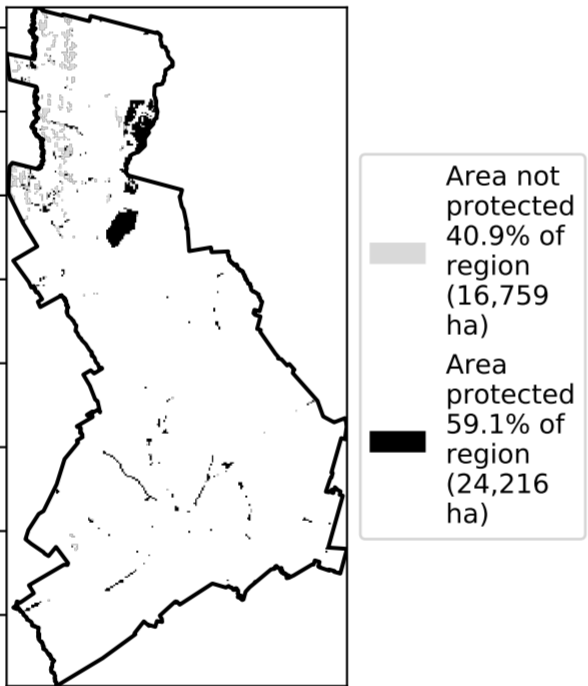 Area not
protected
40.9% of
region
(16,759
ha)
Area
protected
59.1% of
region
(24,216
ha)